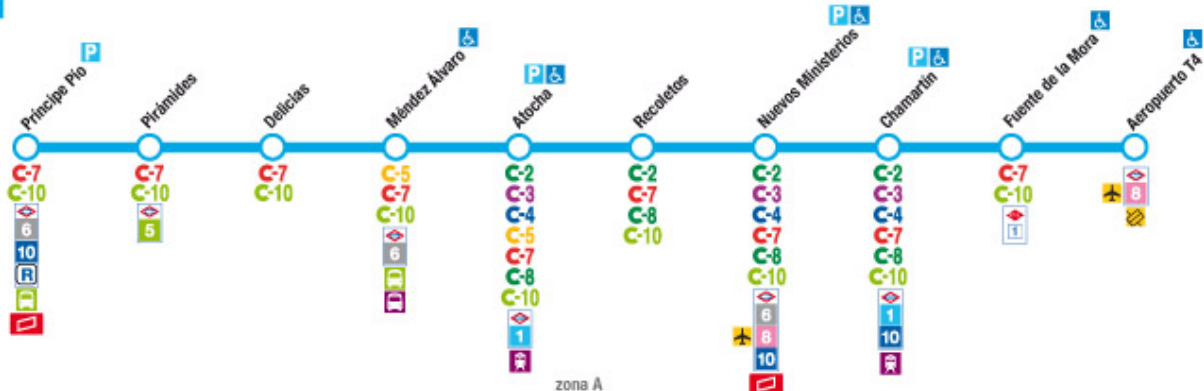 Príncipe Pío
P
Pirámides
Delicias
Méndez Álvaro
Atocha
P
Recoletos
Nuevos Ministerios
P
Chamartín
P
Fuente de la Mora
Aeropuerto T4
C-7
C-10
6
10
R
C-7
C-10
5
C-7
C-10
C-5
C-7
C-10
6
C-2
C-3
C-4
C-5
C-7
C-8
C-10
1
C-2
C-7
C-8
C-10
C-2
C-3
C-4
C-7
C-8
C-10
6
8
10
C-2
C-3
C-4
C-7
C-8
C-10
1
10
C-7
C-10
1
8
zona A